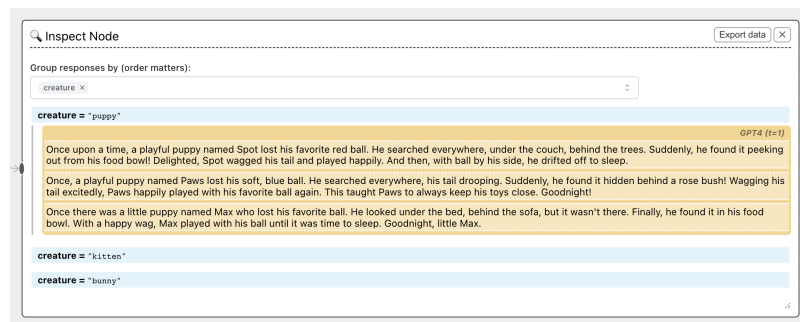 🔍 Inspect Node
Export data ×
Group responses by (order matters):
creature ×
creature = "puppy"
GPT4 (t=1)
Once upon a time, a playful puppy named Spot lost his favorite red ball. He searched everywhere, under the couch, behind the trees. Suddenly, he found it peeking
out from his food bowl! Delighted, Spot wagged his tail and played happily. And then, with ball by his side, he drifted off to sleep.
Once, a playful puppy named Paws lost his soft, blue ball. He searched everywhere, his tail drooping. Suddenly, he found it hidden behind a rose bush! Wagging his
tail excitedly, Paws happily played with his favorite ball again. This taught Paws to always keep his toys close. Goodnight!
Once there was a little puppy named Max who lost his favorite ball. He looked under the bed, behind the sofa, but it wasn't there. Finally, he found it in his food
bowl. With a happy wag, Max played with his ball until it was time to sleep. Goodnight, little Max.
creature = "kitten"
creature = "bunny"